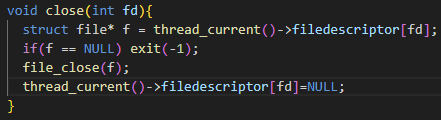 void close(int fd){
  struct file* f = thread_current()->filedescriptor[fd];
  if(f == NULL) exit(-1);
  file_close(f);
  thread_current()->filedescriptor[fd]=NULL;
}